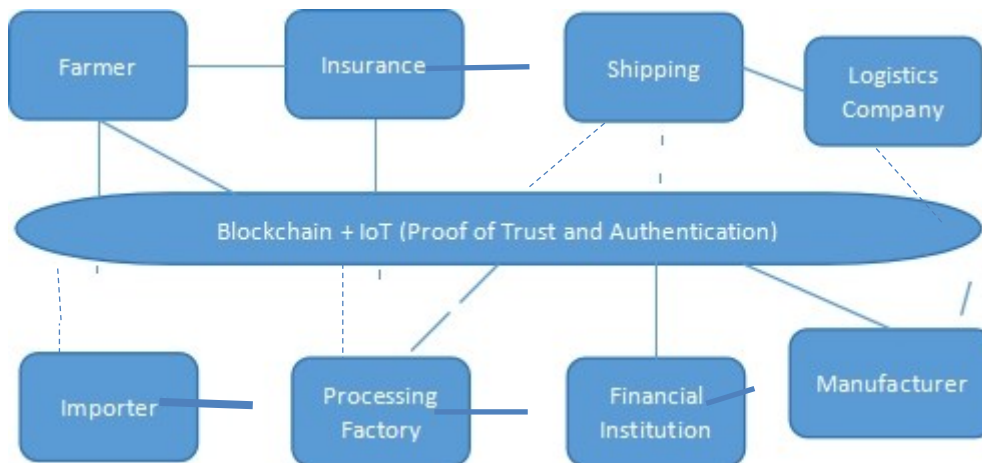 Farmer
Insurance
Shipping
Logistics
Company
Blockchain + IoT (Proof of Trust and Authentication)
Importer
Processing
Factory
Financial
Institution
Manufacturer